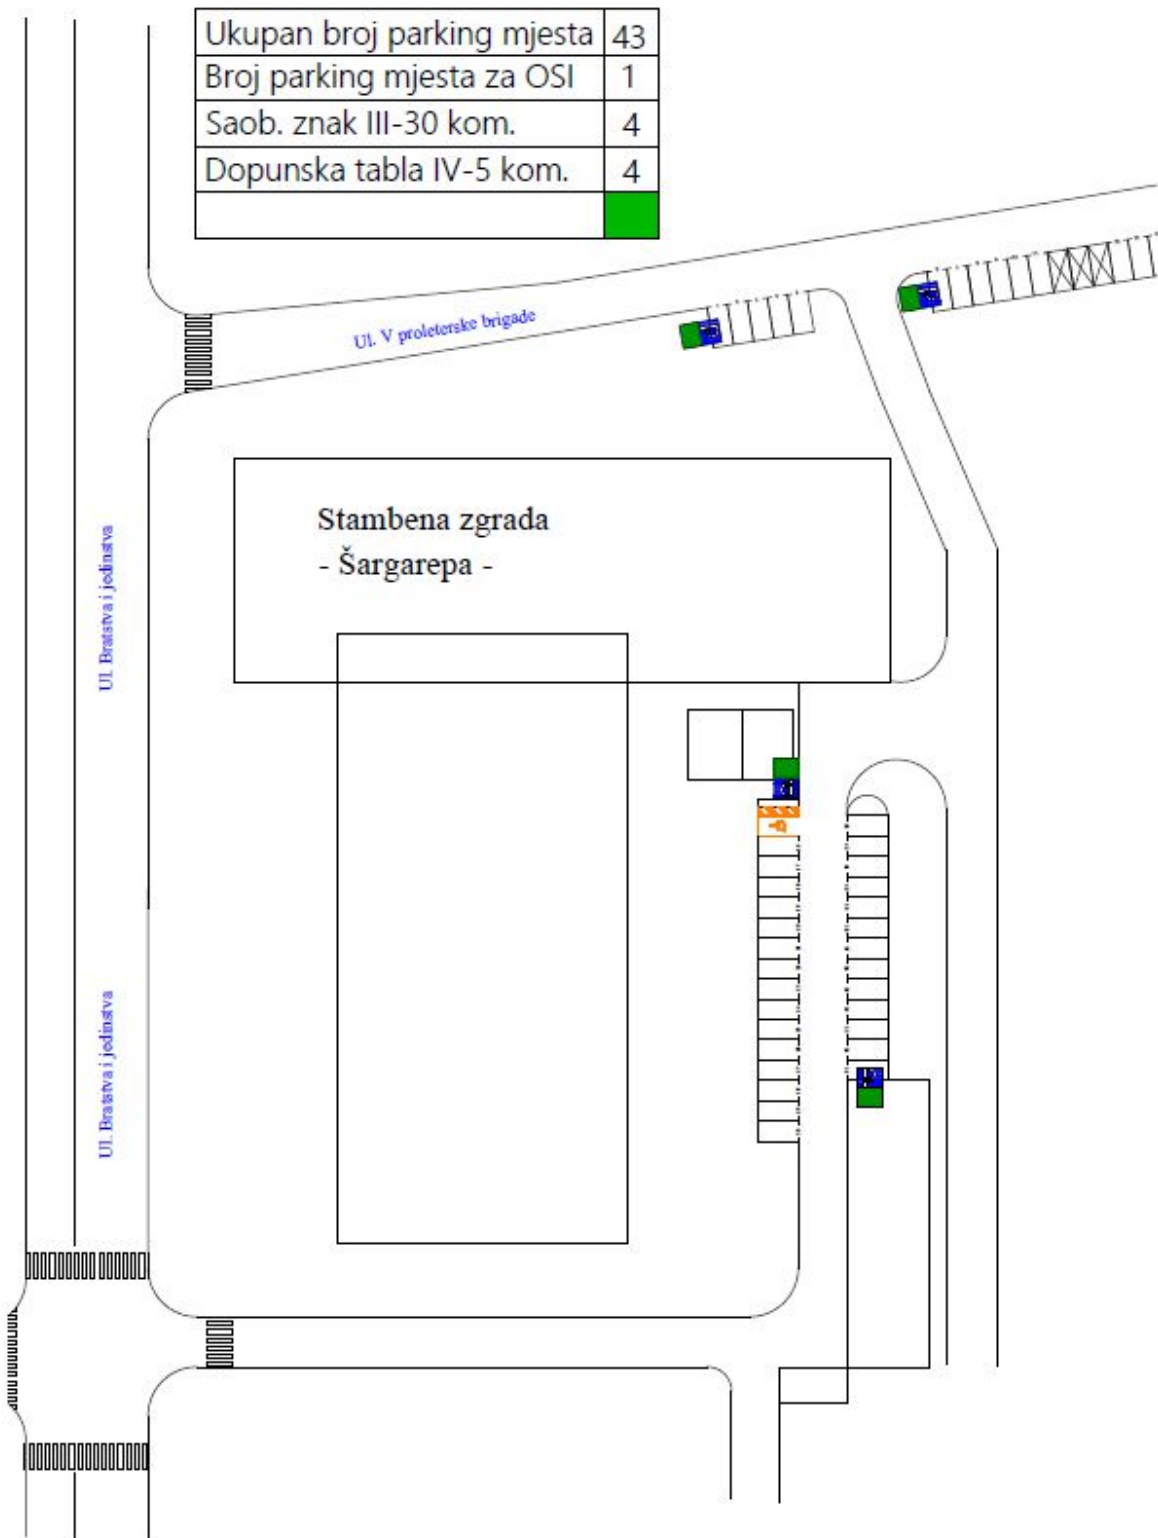 Ukupan broj parking mjesta 43
Broj parking mjesta za OSI 1
Saob. znak III-30 kom. 4
Dopunska tabla IV-5 kom. 4
Ul. V proleterske brigade
Stambena zgrada
- Šargarepa -
Ul. Bratstva i jedinstva
Ul. Bratstva i jedinstva